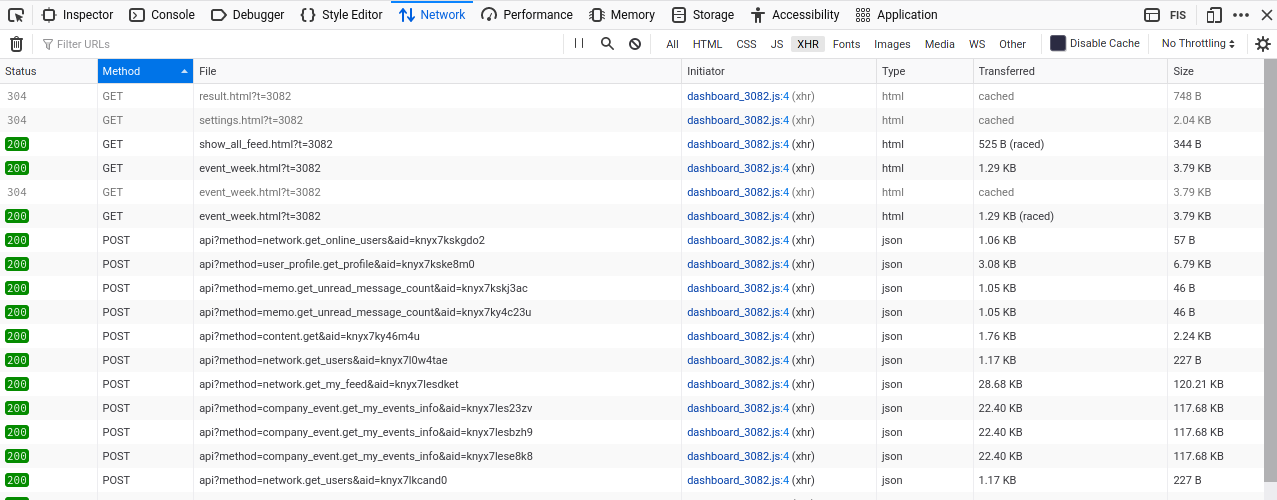 Inspector Console Debugger Style Editor Network Performance Memory Storage Accessibility Application FIS
Filter URLs All HTML CSS JS XHR Fonts Images Media WS Other Disable Cache No Throttling
Status Method File Initiator Type Transferred Size
304 GET result.html?t=3082 dashboard_3082.js:4 (xhr) html cached 748 B
304 GET settings.html?t=3082 dashboard_3082.js:4 (xhr) html cached 2.04 KB
200 GET show_all_feed.html?t=3082 dashboard_3082.js:4 (xhr) html 525 B (raced) 344 B
200 GET event_week.html?t=3082 dashboard_3082.js:4 (xhr) html 1.29 KB 3.79 KB
304 GET event_week.html?t=3082 dashboard_3082.js:4 (xhr) html cached 3.79 KB
200 GET event_week.html?t=3082 dashboard_3082.js:4 (xhr) html 1.29 KB (raced) 3.79 KB
200 POST api?method=network.get_online_users&aid=knyx7kskgdo2 dashboard_3082.js:4 (xhr) json 1.06 KB 57 B
200 POST api?method=user_profile.get_profile&aid=knyx7kske8m0 dashboard_3082.js:4 (xhr) json 3.08 KB 6.79 KB
200 POST api?method=memo.get_unread_message_count&aid=knyx7kskj3ac dashboard_3082.js:4 (xhr) json 1.05 KB 46 B
200 POST api?method=memo.get_unread_message_count&aid=knyx7ky4c23u dashboard_3082.js:4 (xhr) json 1.05 KB 46 B
200 POST api?method=content.get&aid=knyx7ky46m4u dashboard_3082.js:4 (xhr) json 1.76 KB 2.24 KB
200 POST api?method=network.get_users&aid=knyx7l0w4tae dashboard_3082.js:4 (xhr) json 1.17 KB 227 B
200 POST api?method=network.get_my_feed&aid=knyx7lesdket dashboard_3082.js:4 (xhr) json 28.68 KB 120.21 KB
200 POST api?method=company_event.get_my_events_info&aid=knyx7les23zv dashboard_3082.js:4 (xhr) json 22.40 KB 117.68 KB
200 POST api?method=company_event.get_my_events_info&aid=knyx7lesbzh9 dashboard_3082.js:4 (xhr) json 22.40 KB 117.68 KB
200 POST api?method=company_event.get_my_events_info&aid=knyx7lese8k8 dashboard_3082.js:4 (xhr) json 22.40 KB 117.68 KB
200 POST api?method=network.get_users&aid=knyx7lkcand0 dashboard_3082.js:4 (xhr) json 1.17 KB 227 B